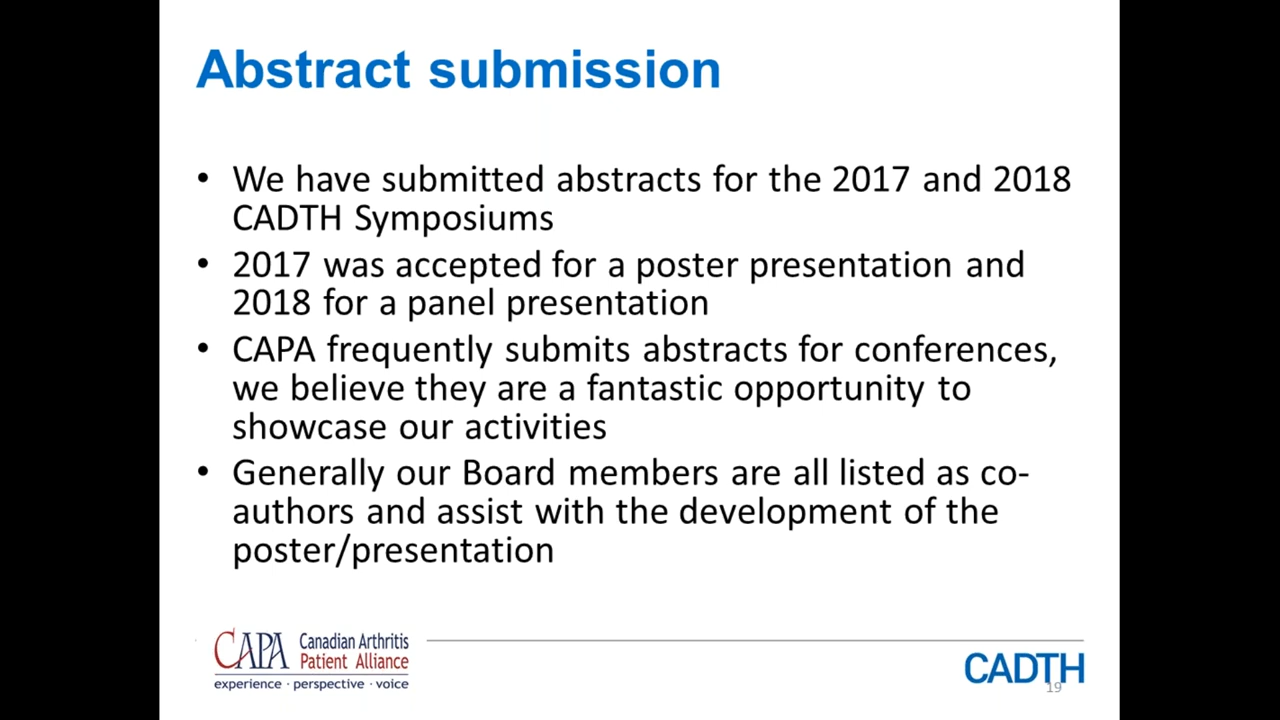 Abstract submission
• We have submitted abstracts for the 2017 and 2018
CADTH Symposiums
• 2017 was accepted for a poster presentation and
2018 for a panel presentation
• CAPA frequently submits abstracts for conferences,
we believe they are a fantastic opportunity to
showcase our activities
• Generally our Board members are all listed as co-
authors and assist with the development of the
poster/presentation
CAPA Canadian Arthritis
Patient Alliance
experience · perspective · voice
CADTH
19